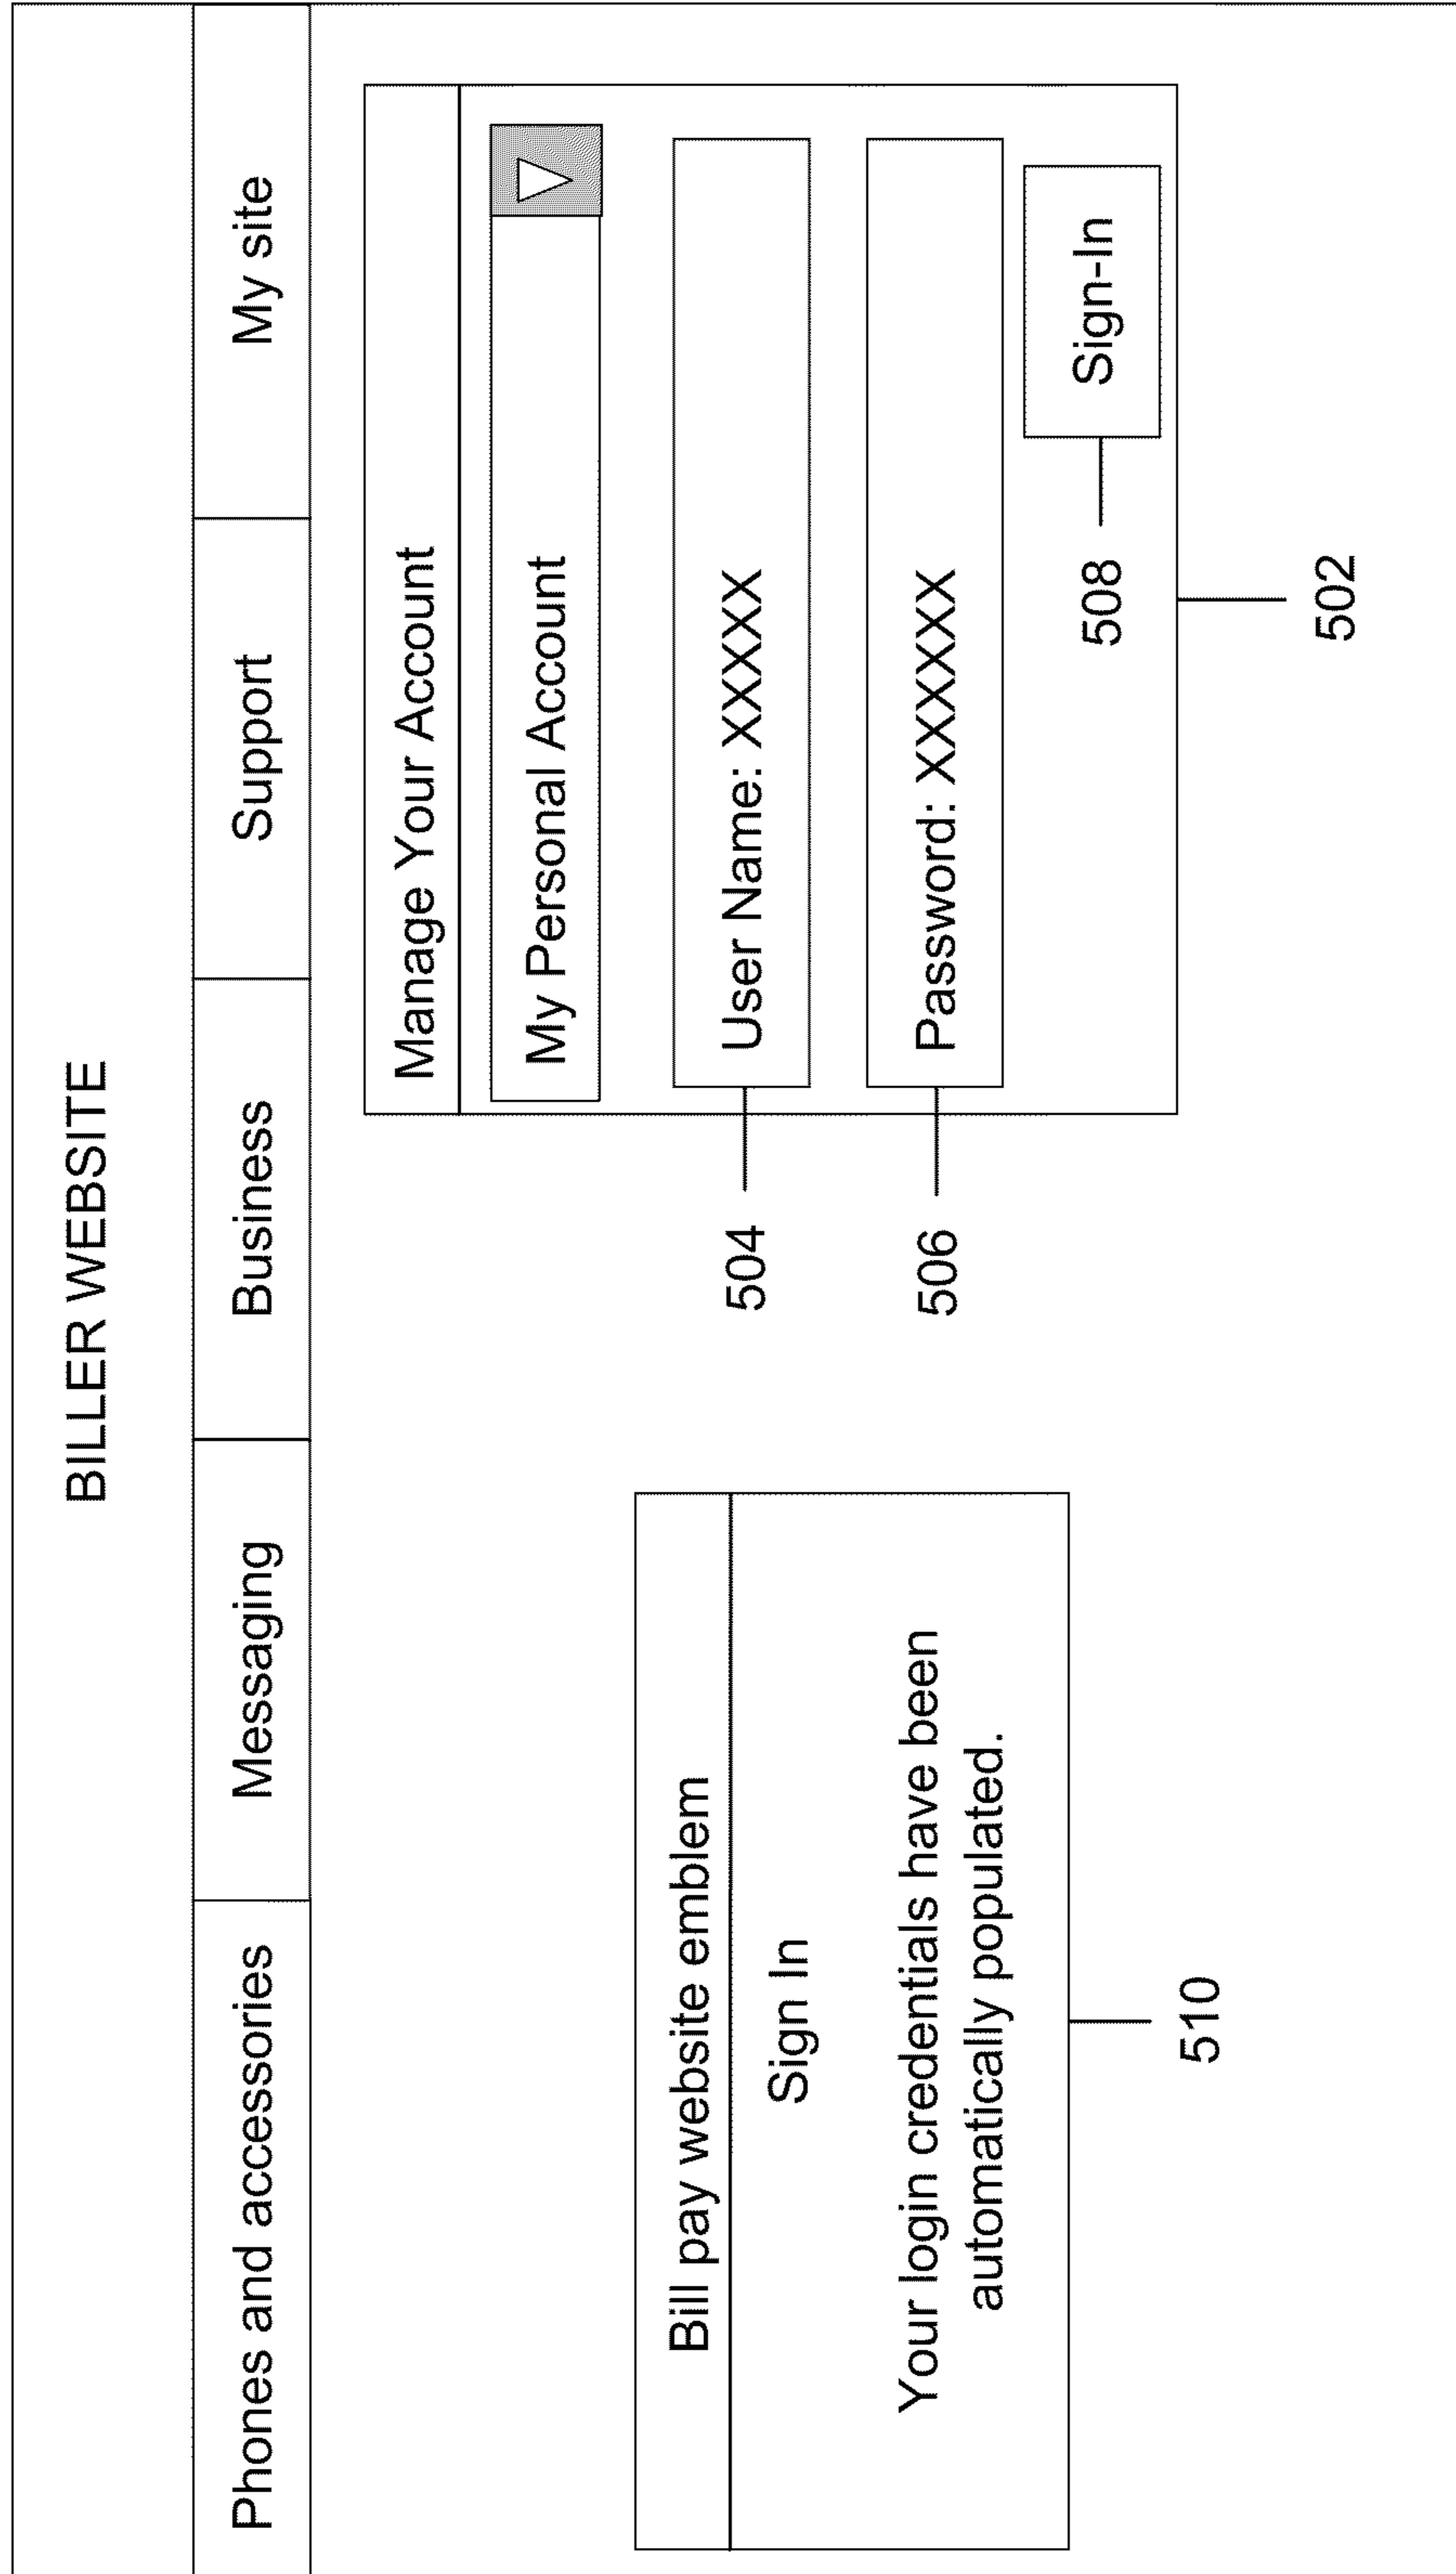 BILLER WEBSITE
Phones and accessories
Messaging
Business
Support
My site
Bill pay website emblem
Sign In
Your login credentials have been
automatically populated.
510
Manage Your Account
My Personal Account
504
User Name: XXXXX
506
Password: XXXXXX
508
Sign-In
502